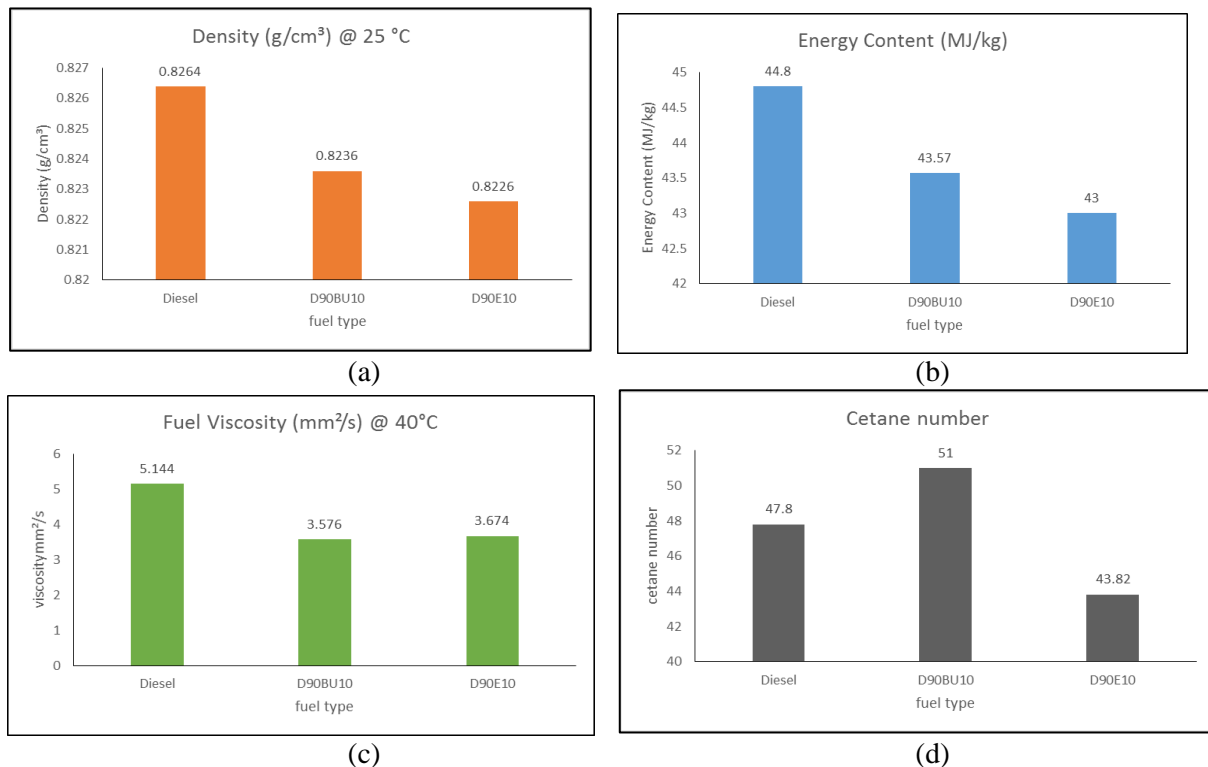 Density (g/cm³) @ 25 °C
Density (g/cm³)
0.827
0.826
0.825
0.824
0.823
0.822
0.821
0.82
0.8264
0.8236
0.8226
Diesel
D90BU10
D90E10
fuel type
(a)
Energy Content (MJ/kg)
Energy Content (MJ/kg)
45
44.5
44
43.5
43
42.5
42
44.8
43.57
43
Diesel
D90BU10
D90E10
fuel type
(b)
Fuel Viscosity (mm²/s) @ 40°C
viscositymm²/s
6
5
4
3
2
1
0
5.144
3.576
3.674
Diesel
D90BU10
D90E10
fuel type
(c)
Cetane number
cetane number
52
50
48
46
44
42
40
47.8
51
43.82
Diesel
D90BU10
D90E10
fuel type
(d)